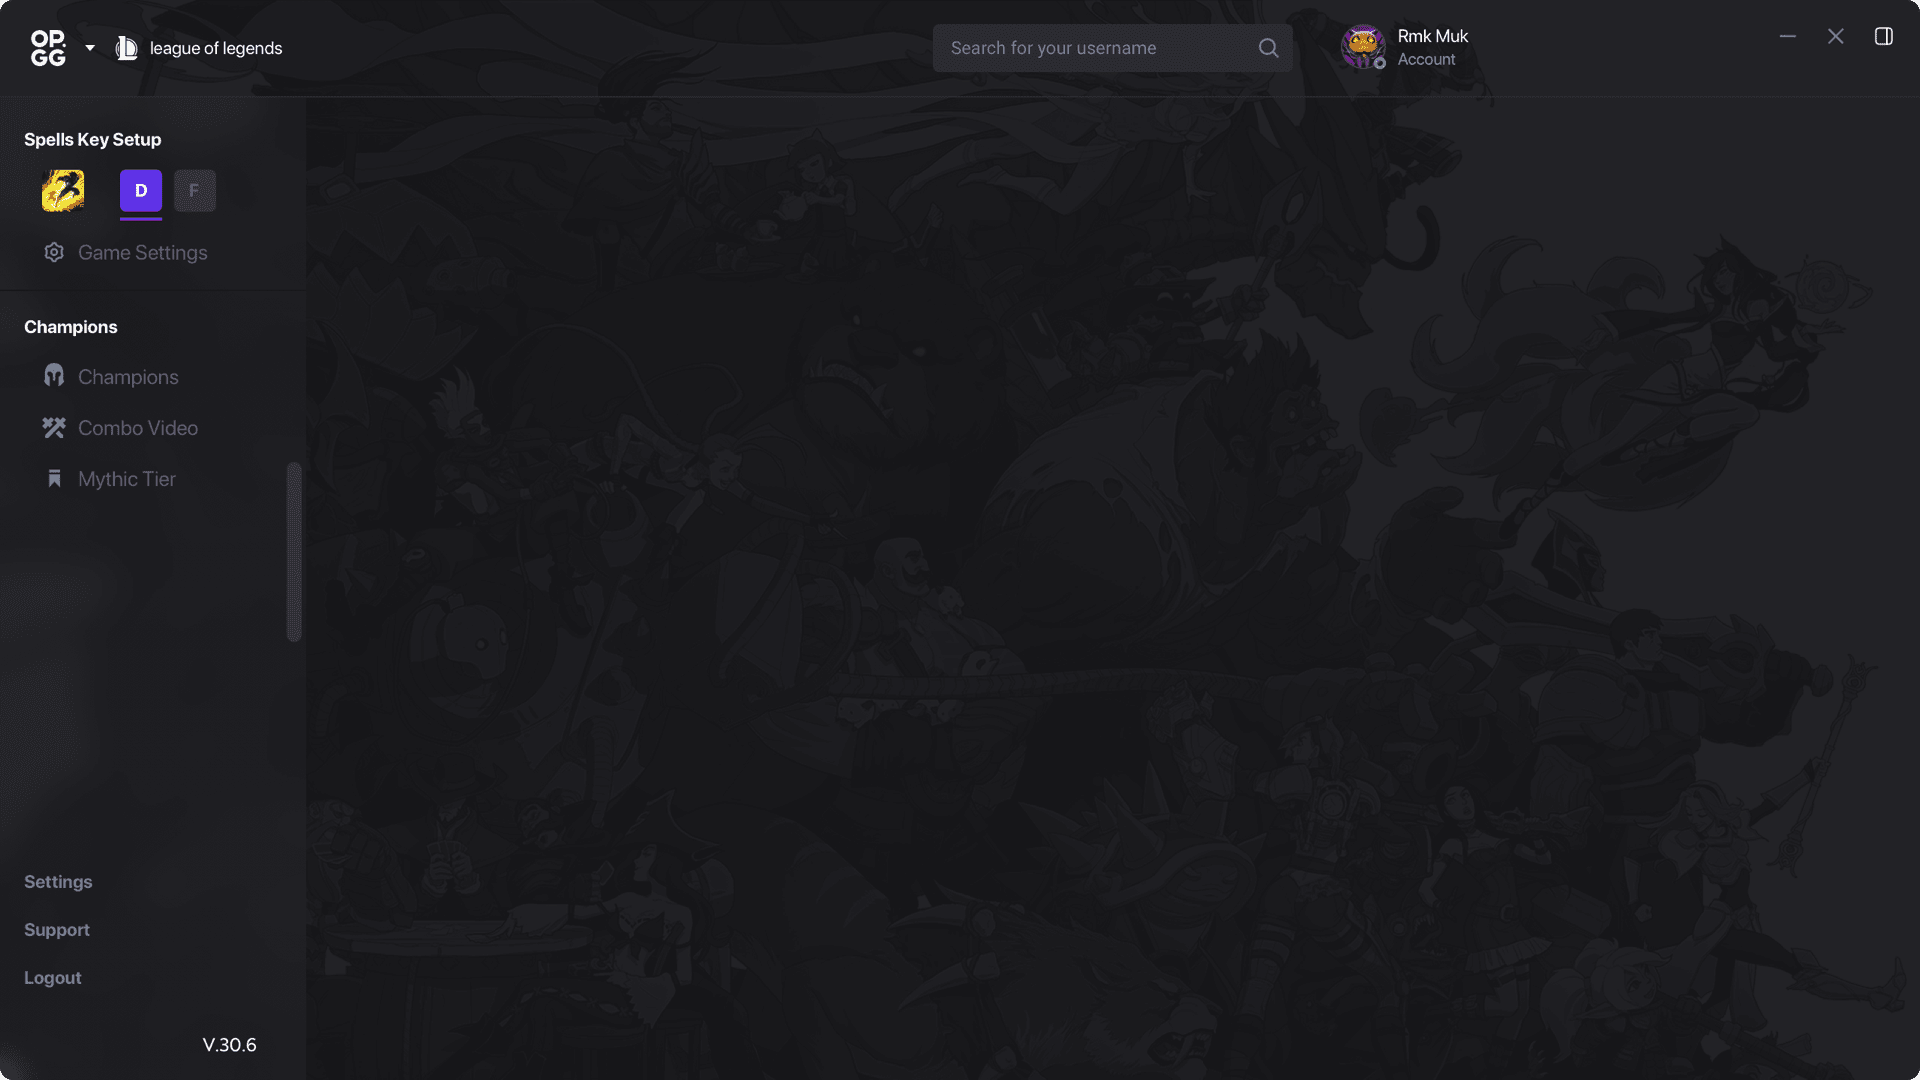 OP.
GG
league of legends
Search for your username
Rmk Muk
Account
Spells Key Setup
D
F
Game Settings
Champions
Champions
Combo Video
Mythic Tier
Settings
Support
Logout
V.30.6